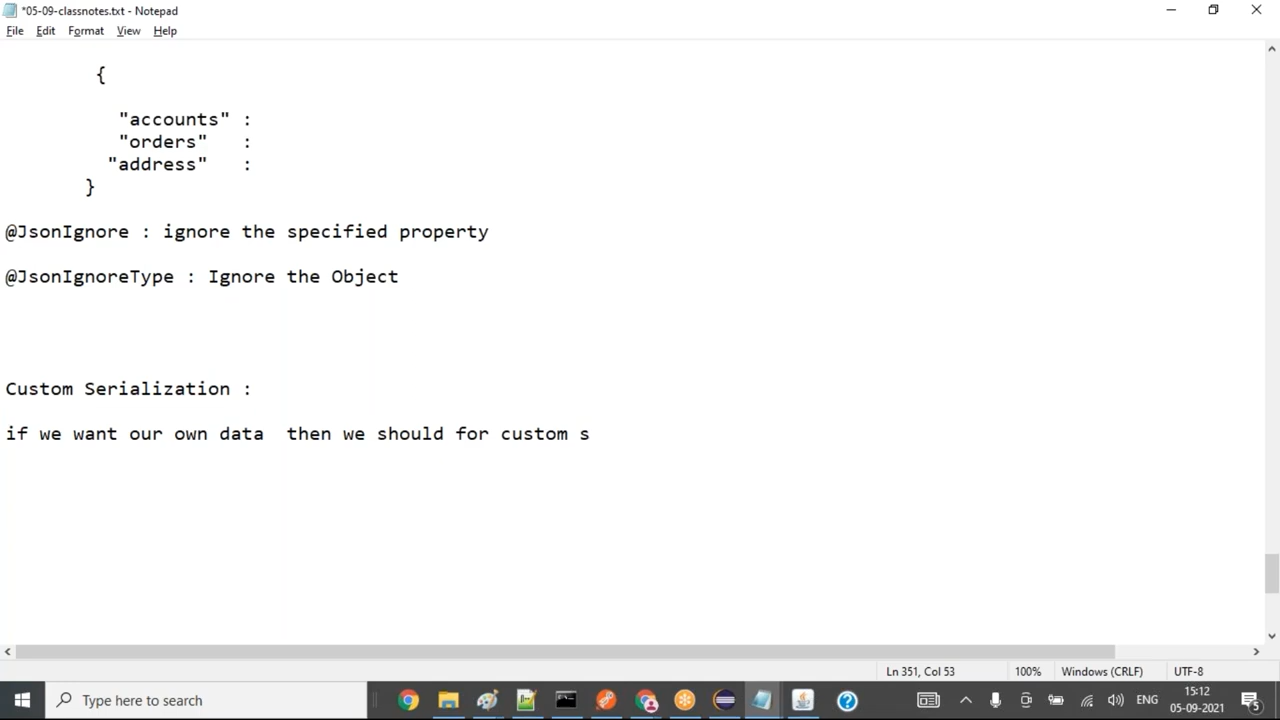 *05-09-classnotes.txt - Notepad
File Edit Format View Help
{
"accounts" :
"orders" :
"address" :
}
@JsonIgnore : ignore the specified property
@JsonIgnoreType : Ignore the Object
Custom Serialization :
if we want our own data  then we should for custom s
Ln 351, Col 53 100% Windows (CRLF) UTF-8
Type here to search
ENG
15:12
05-09-2021
5